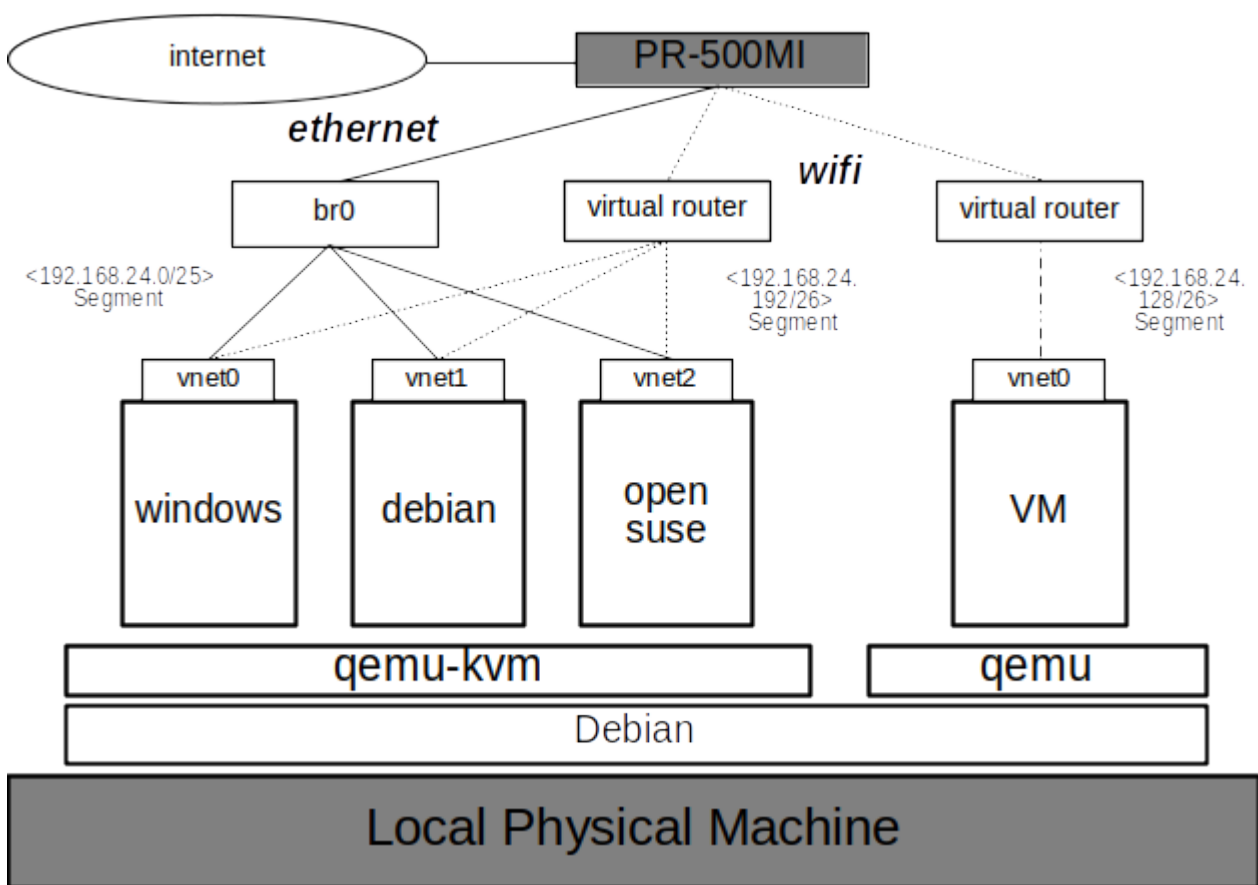 internet
PR-500MI
ethernet
wifi
br0
virtual router
virtual router
<192.168.24.0/25>
Segment
<192.168.24.
192/26>
Segment
<192.168.24.
128/26>
Segment
vnet0
vnet1
vnet2
vnet0
windows
debian
open
suse
VM
qemu-kvm
qemu
Debian
Local Physical Machine